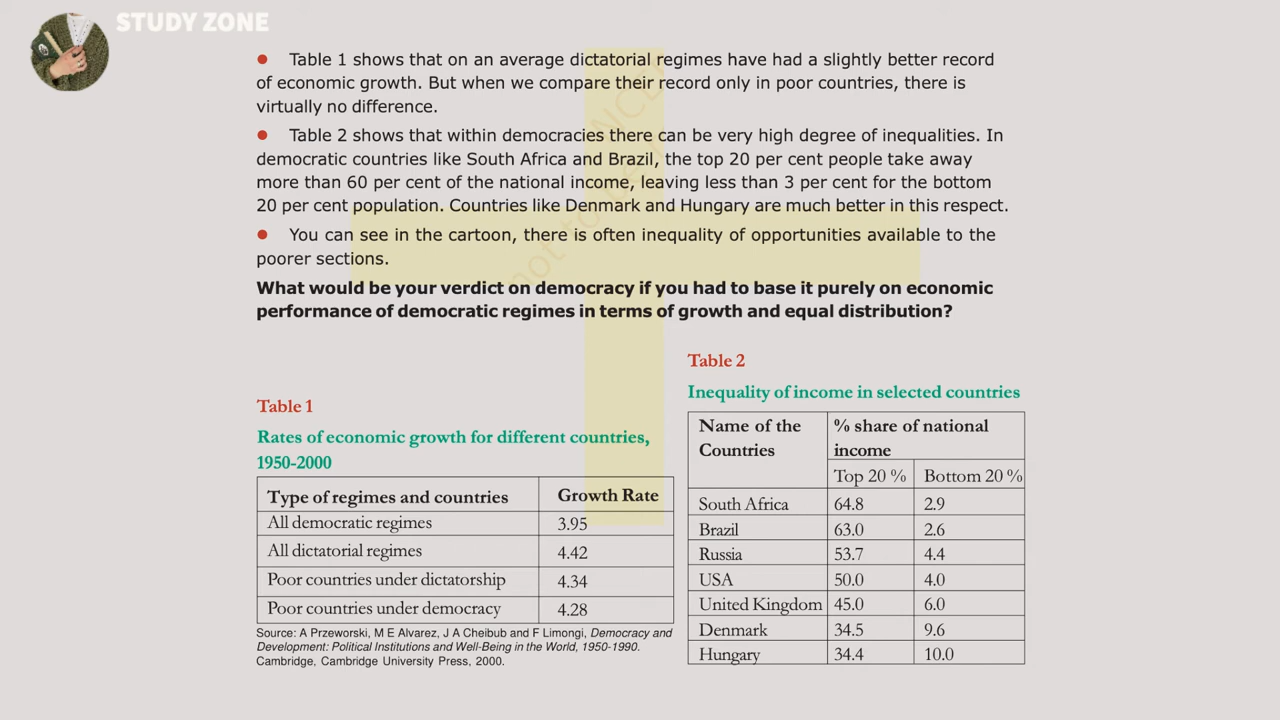 STUDY ZONE
● Table 1 shows that on an average dictatorial regimes have had a slightly better record
of economic growth. But when we compare their record only in poor countries, there is
virtually no difference.
● Table 2 shows that within democracies there can be very high degree of inequalities. In
democratic countries like South Africa and Brazil, the top 20 per cent people take away
more than 60 per cent of the national income, leaving less than 3 per cent for the bottom
20 per cent population. Countries like Denmark and Hungary are much better in this respect.
● You can see in the cartoon, there is often inequality of opportunities available to the
poorer sections.
What would be your verdict on democracy if you had to base it purely on economic
performance of democratic regimes in terms of growth and equal distribution?
Table 1
Rates of economic growth for different countries,
1950-2000
Type of regimes and countries Growth Rate
All democratic regimes 3.95
All dictatorial regimes 4.42
Poor countries under dictatorship 4.34
Poor countries under democracy 4.28
Source: A Przeworski, M E Alvarez, J A Cheibub and F Limongi, Democracy and
Development: Political Institutions and Well-Being in the World, 1950-1990.
Cambridge, Cambridge University Press, 2000.
Table 2
Inequality of income in selected countries
Name of the % share of national
Countries income
Top 20 % Bottom 20 %
South Africa 64.8 2.9
Brazil 63.0 2.6
Russia 53.7 4.4
USA 50.0 4.0
United Kingdom 45.0 6.0
Denmark 34.5 9.6
Hungary 34.4 10.0
not to